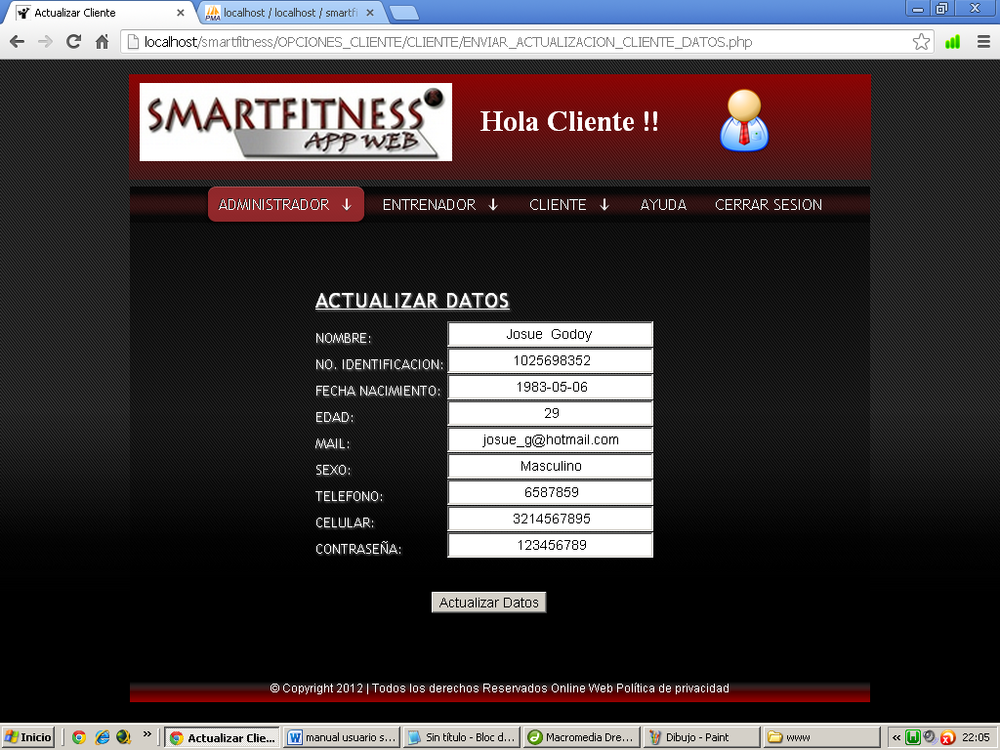 Actualizar Cliente
localhost / localhost / smartfi
localhost/smartfitness/OPCIONES_CLIENTE/CLIENTE/ENVIAR_ACTUALIZACION_CLIENTE_DATOS.php
SMARTFITNESS
APP WEB
Hola Cliente !!
ADMINISTRADOR ↓ ENTRENADOR ↓ CLIENTE ↓ AYUDA CERRAR SESION
ACTUALIZAR DATOS
NOMBRE: Josue Godoy
NO. IDENTIFICACION: 1025698352
FECHA NACIMIENTO: 1983-05-06
EDAD: 29
MAIL: josue_g@hotmail.com
SEXO: Masculino
TELEFONO: 6587859
CELULAR: 3214567895
CONTRASEÑA: 123456789
Actualizar Datos
© Copyright 2012 | Todos los derechos Reservados Online Web Política de privacidad
Inicio » Actualizar Clie... manual usuario s... Sin título - Bloc d... Macromedia Dre... Dibujo - Paint www « 22:05